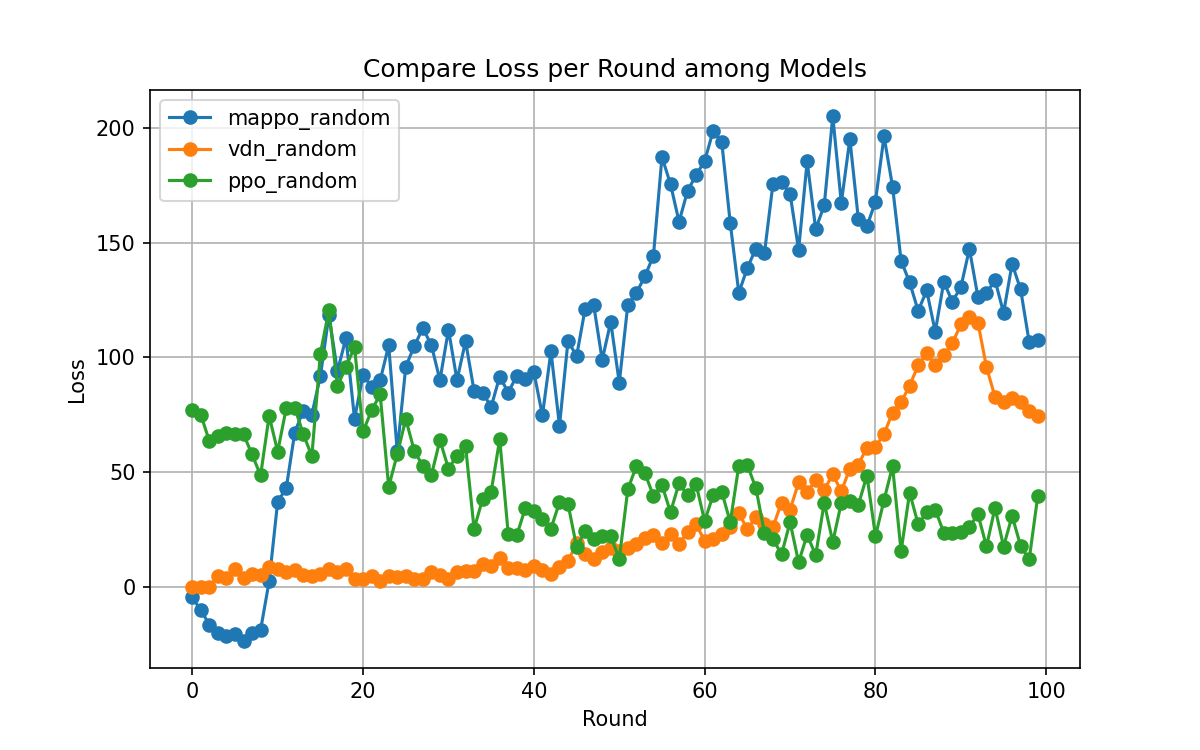 Compare Loss per Round among Models
mappo_random
vdn_random
ppo_random
Loss
200
150
100
50
0
0 20 40 60 80 100
Round